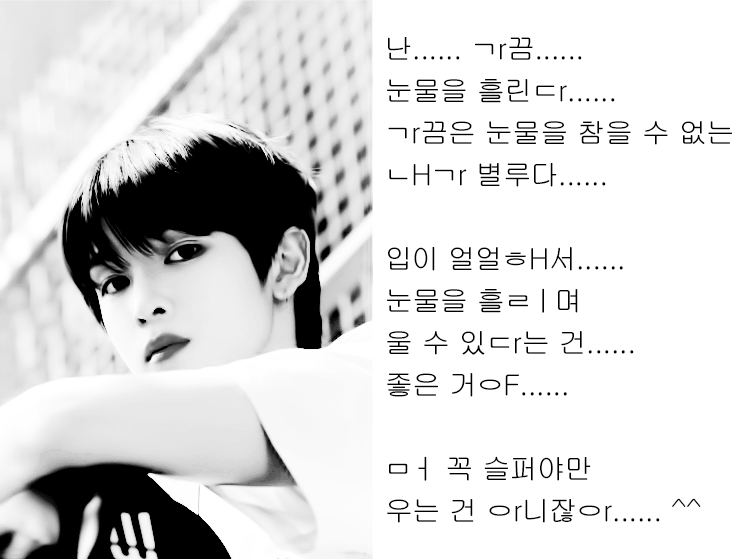 난...... ㄱr끔......
눈물을 흘린ㄷr......
ㄱr끔은 눈물을 참을 수 없는
ㄴHㄱr 별루다......
입이 얼얼ㅎH서......
눈물을 흘ㄹㅣ며
울 수 있ㄷr는 건......
좋은 거ㅇF......
ㅁㅓ 꼭 슬퍼야만
우는 건 ㅇr니잖ㅇr...... ^^